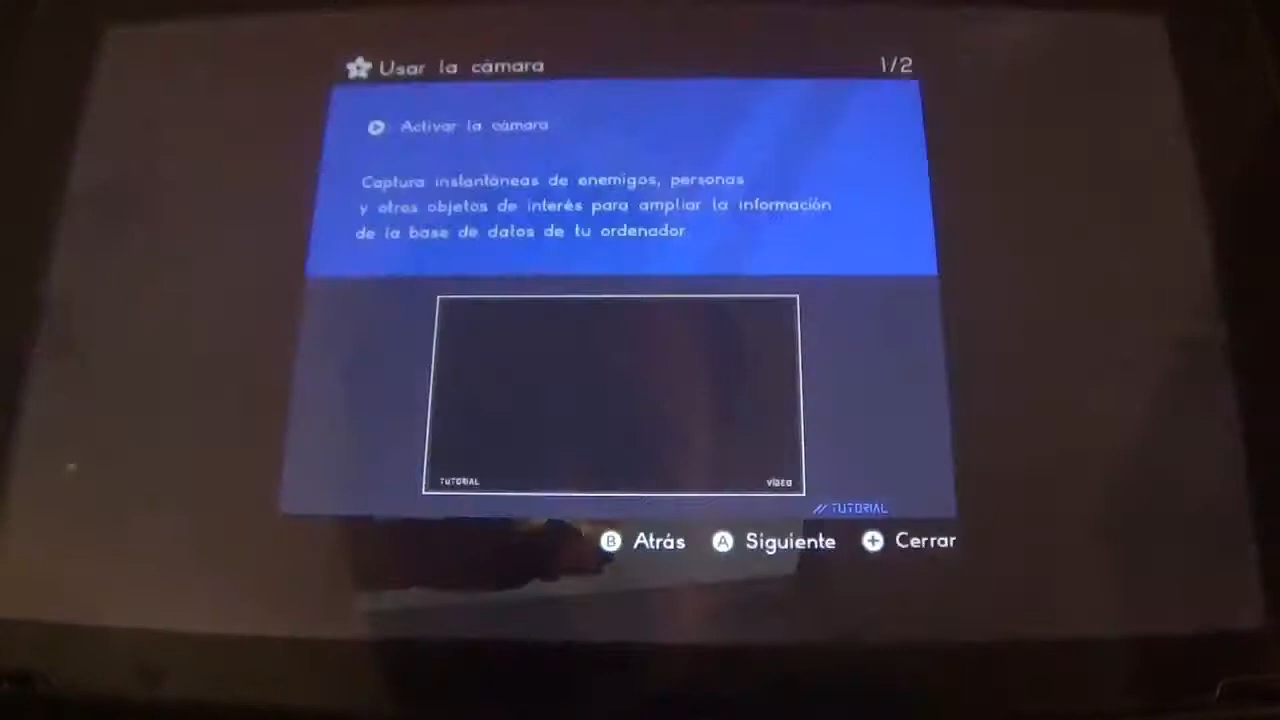 Usar la cámara
1/2
Activar la cámara
Captura instantáneas de enemigos, personas
y otros objetos de interés para ampliar la información
de la base de datos de tu ordenador.
TUTORIAL
VÍDEO
// TUTORIAL
B Atrás A Siguiente + Cerrar